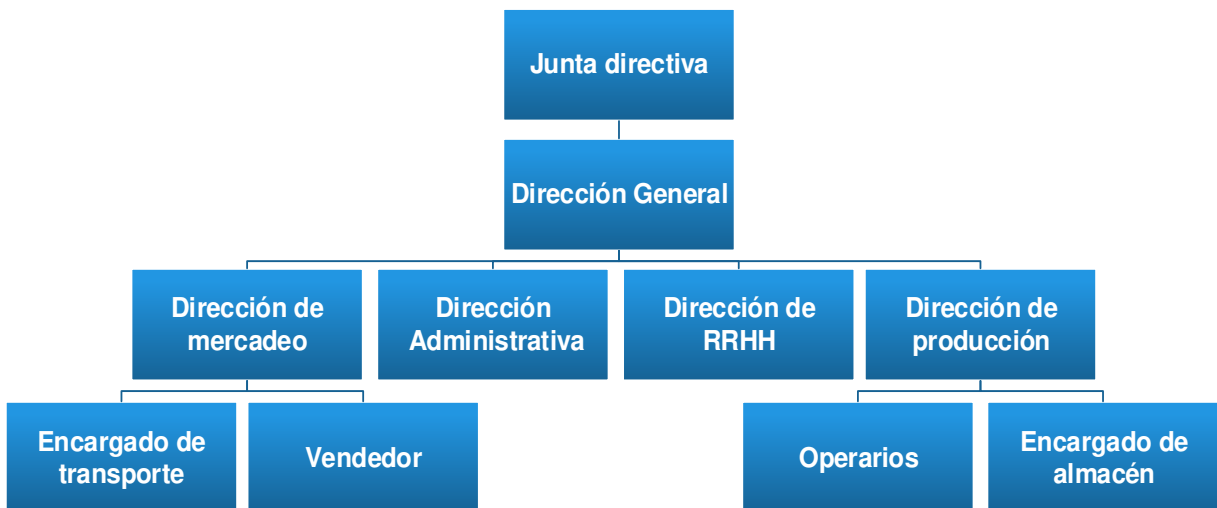 Junta directiva
Dirección General
Dirección de
mercadeo
Dirección
Administrativa
Dirección de
RRHH
Dirección de
producción
Encargado de
transporte
Vendedor
Operarios
Encargado de
almacén